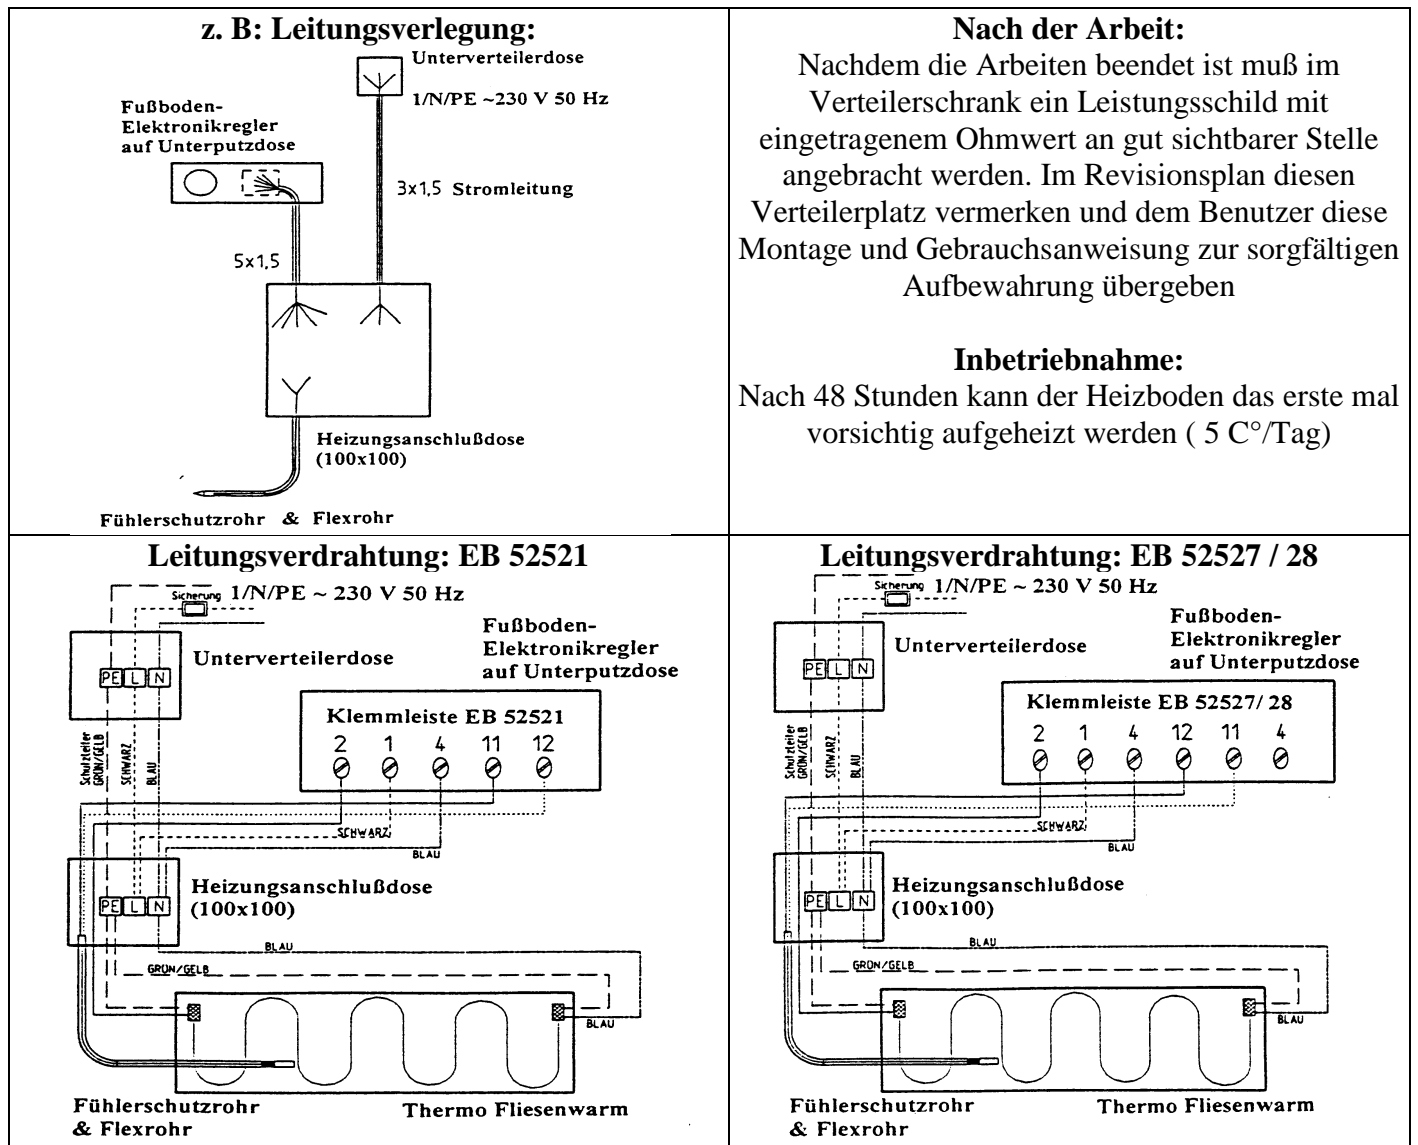 z. B: Leitungsverlegung:
Unterverteilerdose
1/N/PE ~230 V 50 Hz
Fußboden-
Elektronikregler
auf Unterputzdose
3x1,5 Stromleitung
5x1,5
Heizungsanschlußdose
(100x100)
Fühlerschutzrohr & Flexrohr
Nach der Arbeit:
Nachdem die Arbeiten beendet ist muß im
Verteilerschrank ein Leistungsschild mit
eingetragenem Ohmwert an gut sichtbarer Stelle
angebracht werden. Im Revisionsplan diesen
Verteilerplatz vermerken und dem Benutzer diese
Montage und Gebrauchsanweisung zur sorgfältigen
Aufbewahrung übergeben
Inbetriebnahme:
Nach 48 Stunden kann der Heizboden das erste mal
vorsichtig aufgeheizt werden ( 5 C°/Tag)
Leitungsverdrahtung: EB 52521
Sicherung 1/N/PE ~ 230 V 50 Hz
Fußboden-
Elektronikregler
auf Unterputzdose
Unterverteilerdose
PE L N
Klemmleiste EB 52521
2 1 4 11 12
Schutzleiter
GRÜN/GELB
SCHWARZ
BLAU
SCHWARZ
BLAU
Heizungsanschlußdose
(100x100)
PE L N
BLAU
GRÜN/GELB
BLAU
Fühlerschutzrohr
& Flexrohr
Thermo Fliesenwarm
Leitungsverdrahtung: EB 52527 / 28
Sicherung 1/N/PE ~ 230 V 50 Hz
Fußboden-
Elektronikregler
auf Unterputzdose
Unterverteilerdose
PE L N
Klemmleiste EB 52527/ 28
2 1 4 12 11 4
Schutzleiter
GRÜN/GELB
SCHWARZ
BLAU
SCHWARZ
BLAU
Heizungsanschlußdose
(100x100)
PE L N
BLAU
GRÜN/GELB
BLAU
Fühlerschutzrohr
& Flexrohr
Thermo Fliesenwarm